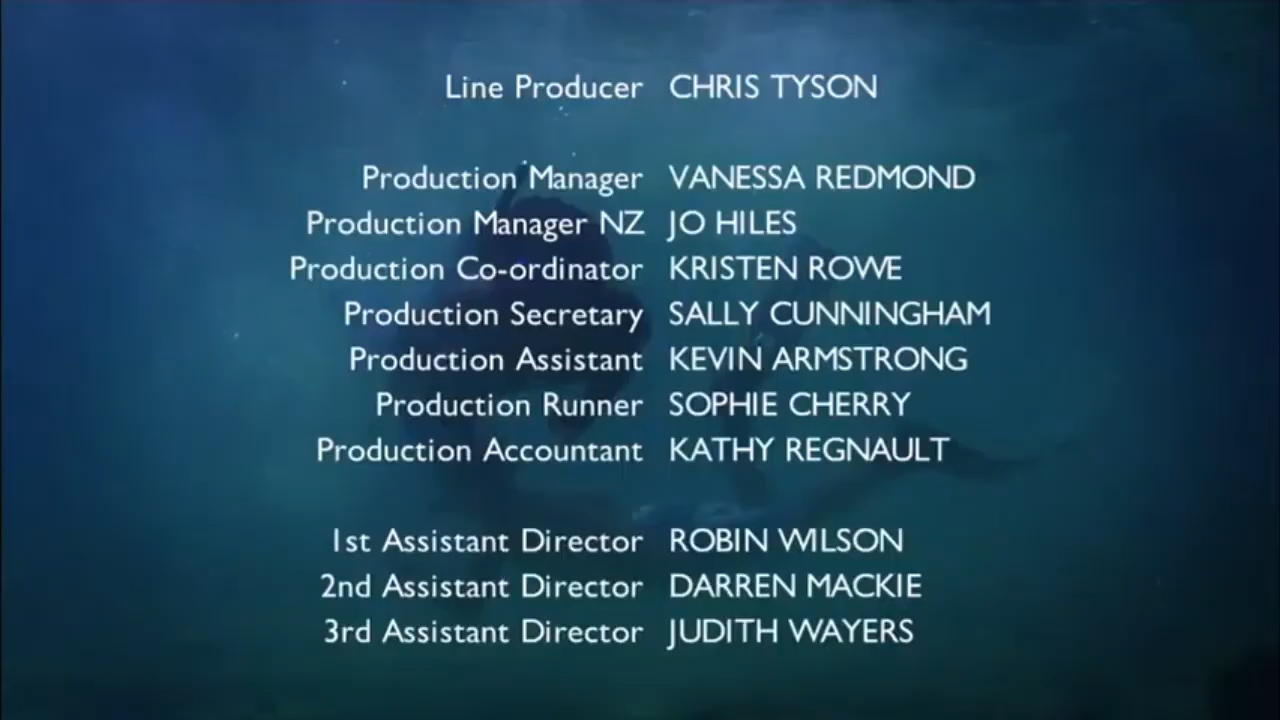 Line Producer CHRIS TYSON
Production Manager VANESSA REDMOND
Production Manager NZ JO HILES
Production Co-ordinator KRISTEN ROWE
Production Secretary SALLY CUNNINGHAM
Production Assistant KEVIN ARMSTRONG
Production Runner SOPHIE CHERRY
Production Accountant KATHY REGNAULT
1st Assistant Director ROBIN WILSON
2nd Assistant Director DARREN MACKIE
3rd Assistant Director JUDITH WAYERS